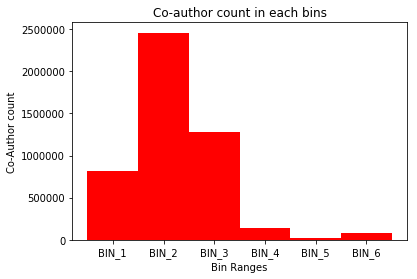 Co-author count in each bins
Co-Author count
2500000
2000000
1500000
1000000
500000
0
BIN_1 BIN_2 BIN_3 BIN_4 BIN_5 BIN_6
Bin Ranges